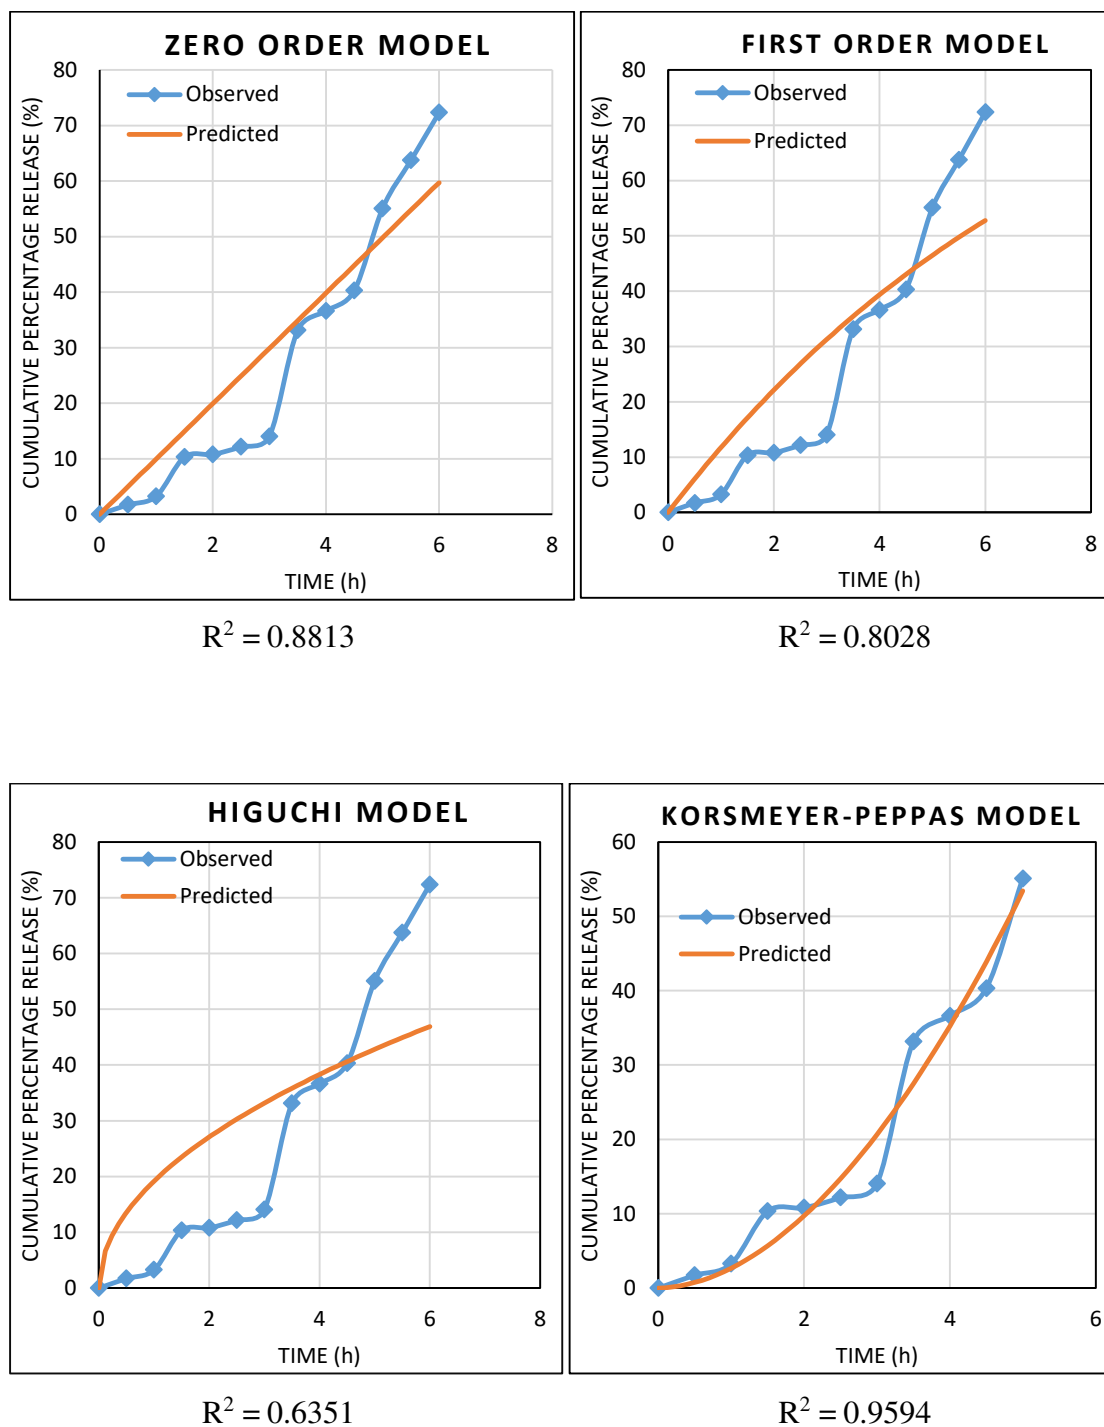 ZERO ORDER MODEL
CUMULATIVE PERCENTAGE RELEASE (%)
80
70
60
50
40
30
20
10
0
Observed
Predicted
0 2 4 6 8
TIME (h)
R² = 0.8813
FIRST ORDER MODEL
CUMULATIVE PERCENTAGE RELEASE (%)
80
70
60
50
40
30
20
10
0
Observed
Predicted
0 2 4 6 8
TIME (h)
R² = 0.8028
HIGUCHI MODEL
CUMULATIVE PERCENTAGE RELEASE (%)
80
70
60
50
40
30
20
10
0
Observed
Predicted
0 2 4 6 8
TIME (h)
R² = 0.6351
KORSMEYER-PEPPAS MODEL
CUMULATIVE PERCENTAGE RELEASE (%)
60
50
40
30
20
10
0
Observed
Predicted
0 2 4 6
TIME (h)
R² = 0.9594